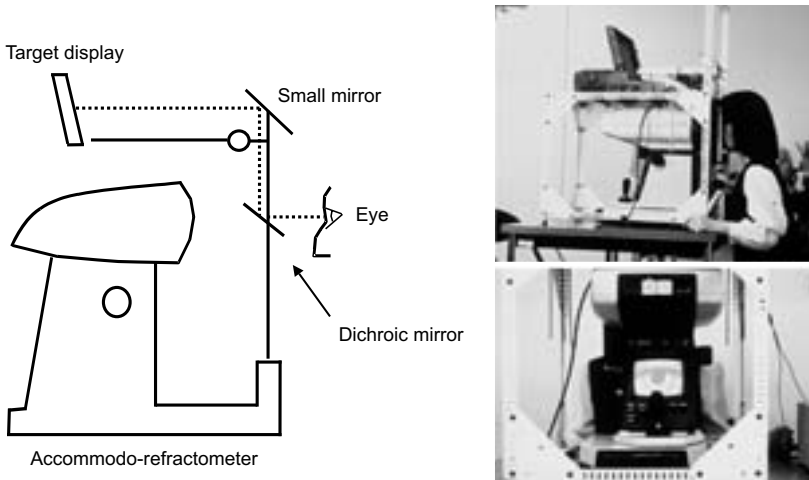 Target display
Small mirror
Eye
Dichroic mirror
Accommodo-refractometer